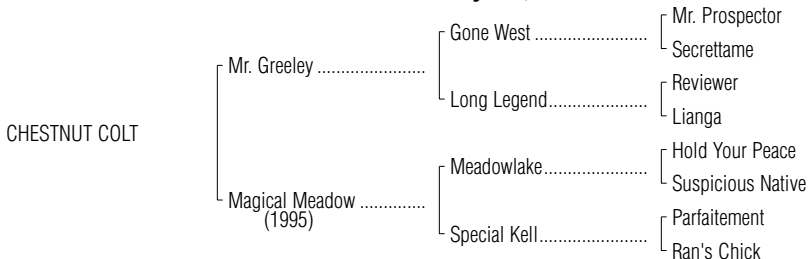 Mr. Prospector
Gone West ...........................
Secrettame
Mr. Greeley ..........................
Reviewer
Long Legend........................
Lianga
CHESTNUT COLT
Hold Your Peace
Meadowlake.........................
Suspicious Native
Magical Meadow ................
(1995)
Parfaitement
Special Kell..........................
Ran's Chick